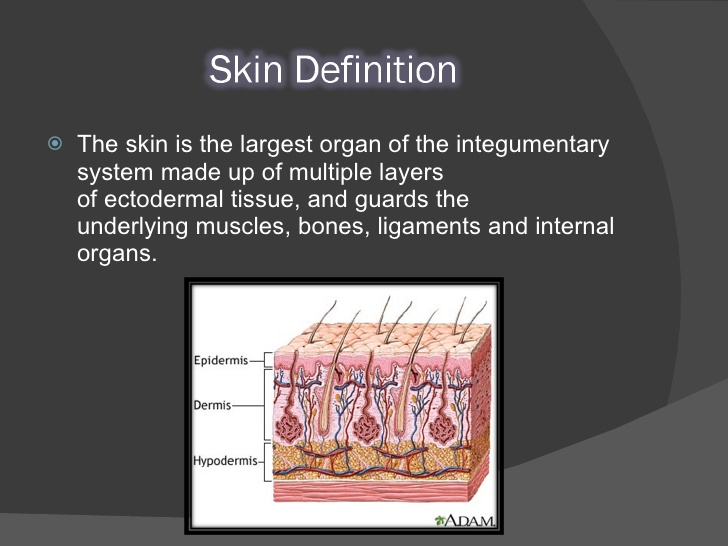 Skin Definition
The skin is the largest organ of the integumentary
system made up of multiple layers
of ectodermal tissue, and guards the
underlying muscles, bones, ligaments and internal
organs.
Epidermis
Dermis
Hypodermis
A.D.A.M.